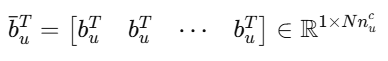 $\bar{b}_u^T = \begin{bmatrix} b_u^T & b_u^T & \cdots & b_u^T \end{bmatrix} \in \mathbb{R}^{1 \times N n_u^c}$